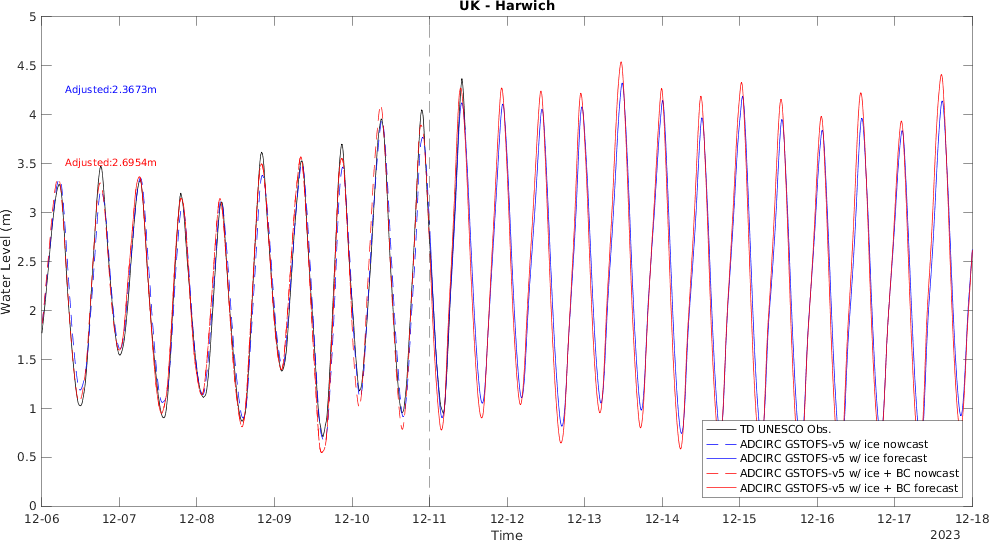 UK - Harwich
5
4.5
4
3.5
3
2.5
2
1.5
1
0.5
0
Water Level (m)
Adjusted:2.3673m
Adjusted:2.6954m
TD UNESCO Obs.
ADCIRC GSTOFS-v5 w/ ice nowcast
ADCIRC GSTOFS-v5 w/ ice forecast
ADCIRC GSTOFS-v5 w/ ice + BC nowcast
ADCIRC GSTOFS-v5 w/ ice + BC forecast
12-06 12-07 12-08 12-09 12-10 12-11 12-12 12-13 12-14 12-15 12-16 12-17 12-18
Time
2023